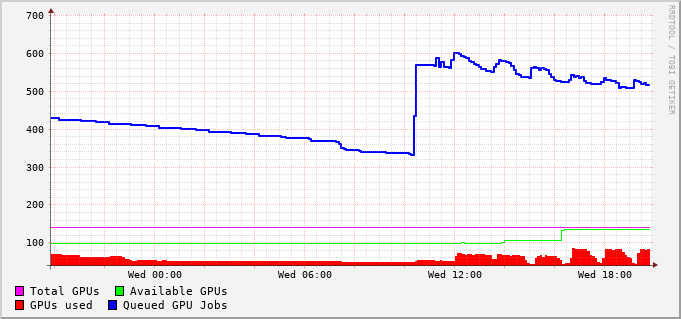 700
600
500
400
300
200
100
Wed 00:00 Wed 06:00 Wed 12:00 Wed 18:00
Total GPUs Available GPUs
GPUs used Queued GPU Jobs
RRDTOOL / TOBI OETIKER